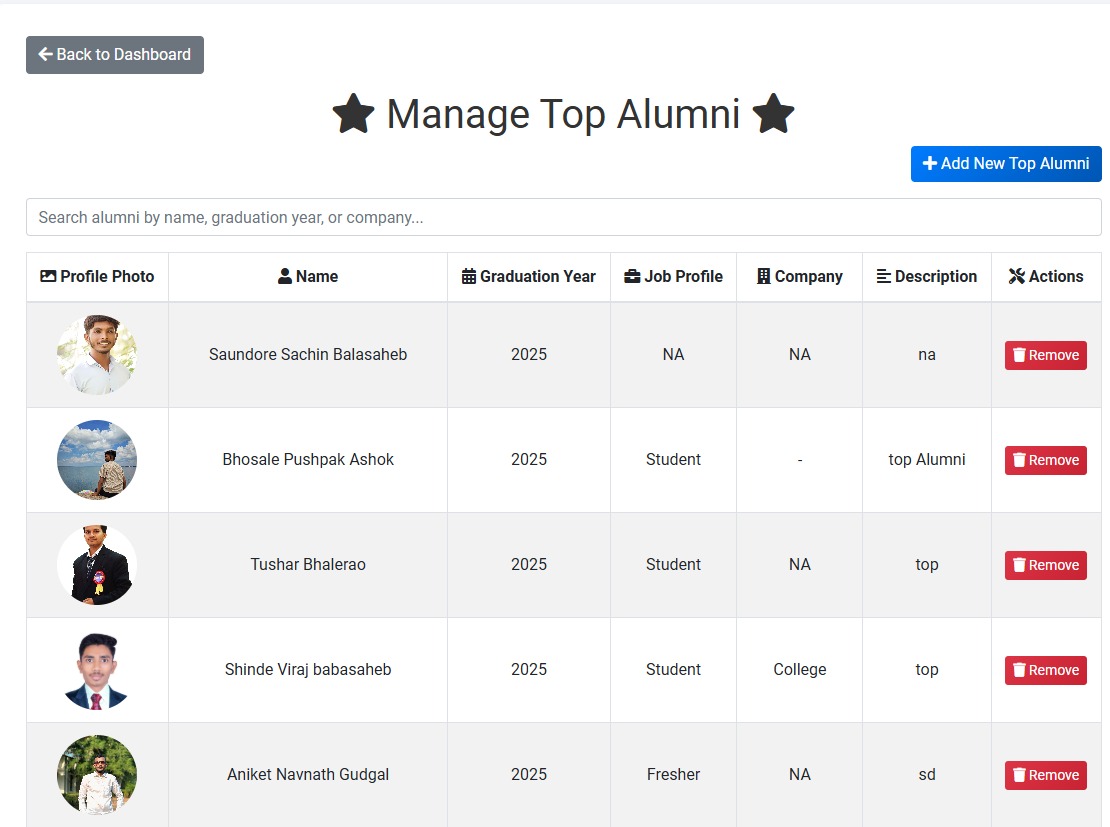 Back to Dashboard
Manage Top Alumni
Add New Top Alumni
Search alumni by name, graduation year, or company...
Profile Photo Name Graduation Year Job Profile Company Description Actions
Saundore Sachin Balasaheb 2025 NA NA na Remove
Bhosale Pushpak Ashok 2025 Student - top Alumni Remove
Tushar Bhalerao 2025 Student NA top Remove
Shinde Viraj babasaheb 2025 Student College top Remove
Aniket Navnath Gudgal 2025 Fresher NA sd Remove